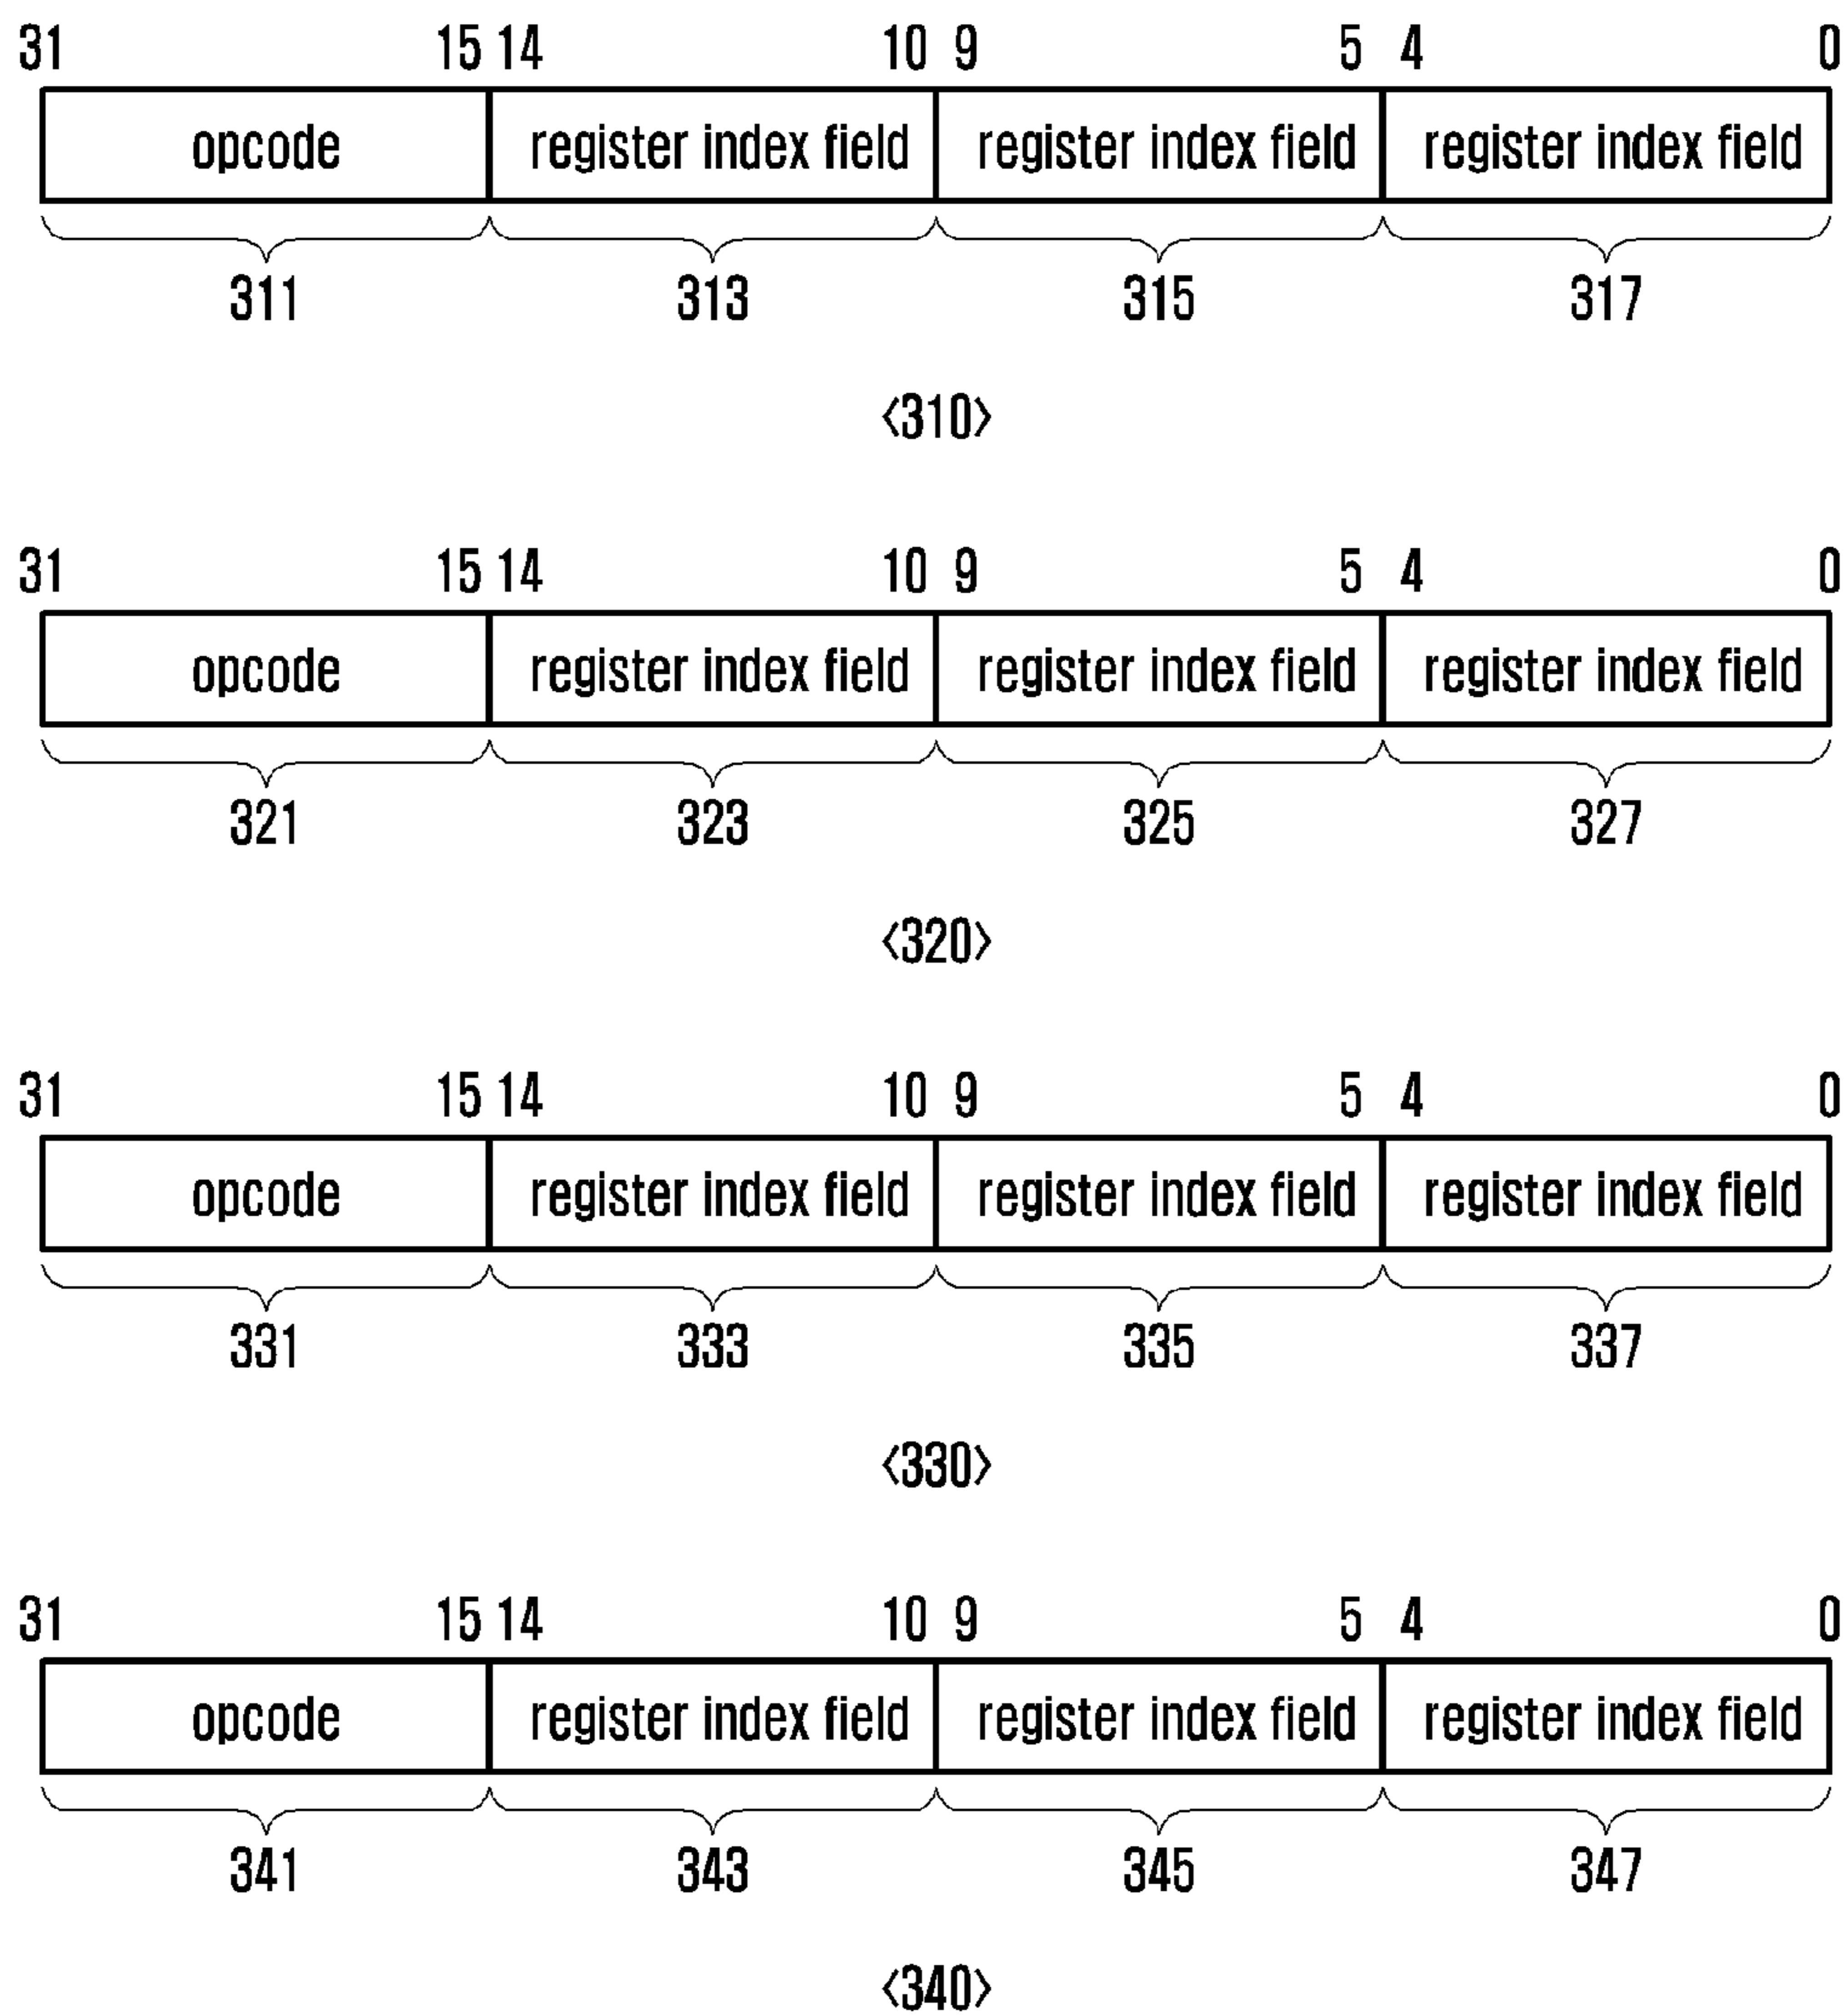 31 15 14 10 9 5 4 0
opcode register index field register index field register index field
311 313 315 317
<310>
31 15 14 10 9 5 4 0
opcode register index field register index field register index field
321 323 325 327
<320>
31 15 14 10 9 5 4 0
opcode register index field register index field register index field
331 333 335 337
<330>
31 15 14 10 9 5 4 0
opcode register index field register index field register index field
341 343 345 347
<340>